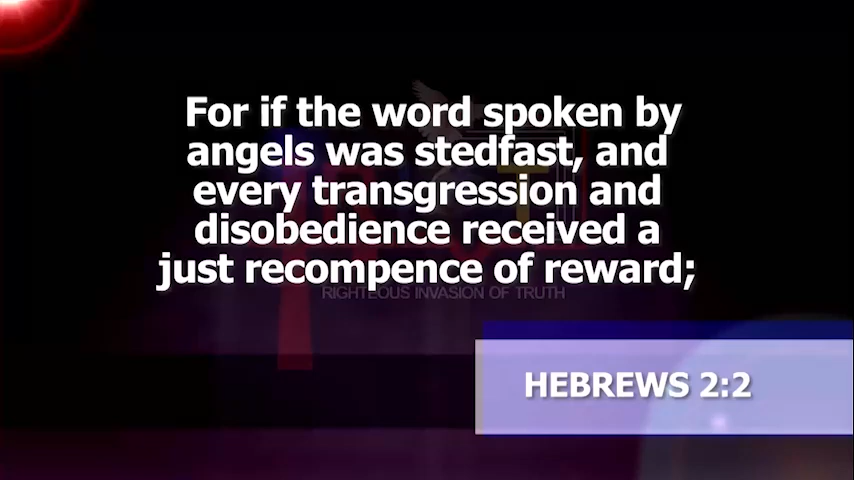 For if the word spoken by
angels was stedfast, and
every transgression and
disobedience received a
just recompence of reward;
RIGHTEOUS INVASION OF TRUTH
HEBREWS 2:2